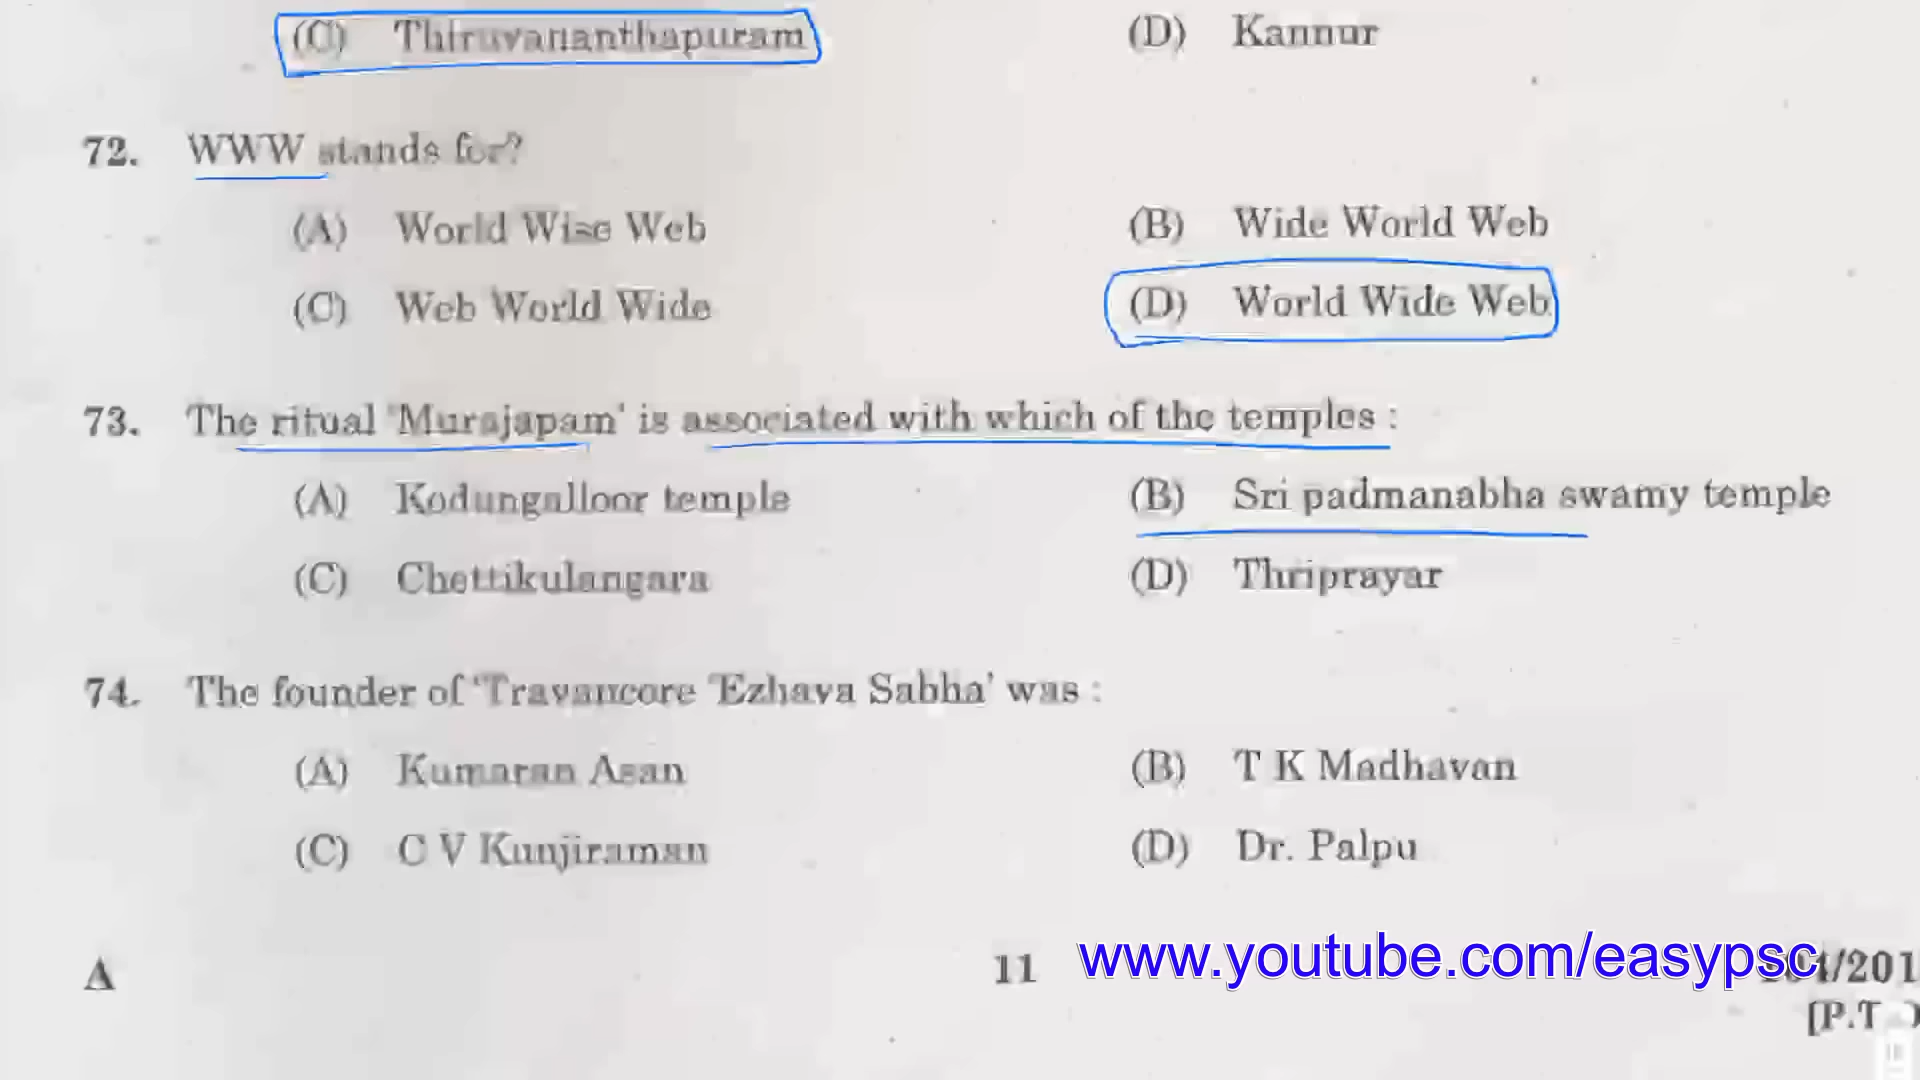 (C) Thiruvananthapuram (D) Kannur
72. WWW stands for?
(A) World Wise Web (B) Wide World Web
(C) Web World Wide (D) World Wide Web
73. The ritual 'Murajapam' is associated with which of the temples :
(A) Kodungalloor temple (B) Sri padmanabha swamy temple
(C) Chettikulangara (D) Thriprayar
74. The founder of 'Travancore 'Ezhava Sabha' was :
(A) Kumaran Asan (B) T K Madhavan
(C) C V Kunjiraman (D) Dr. Palpu
A 11 www.youtube.com/easypsc /201
[P.T